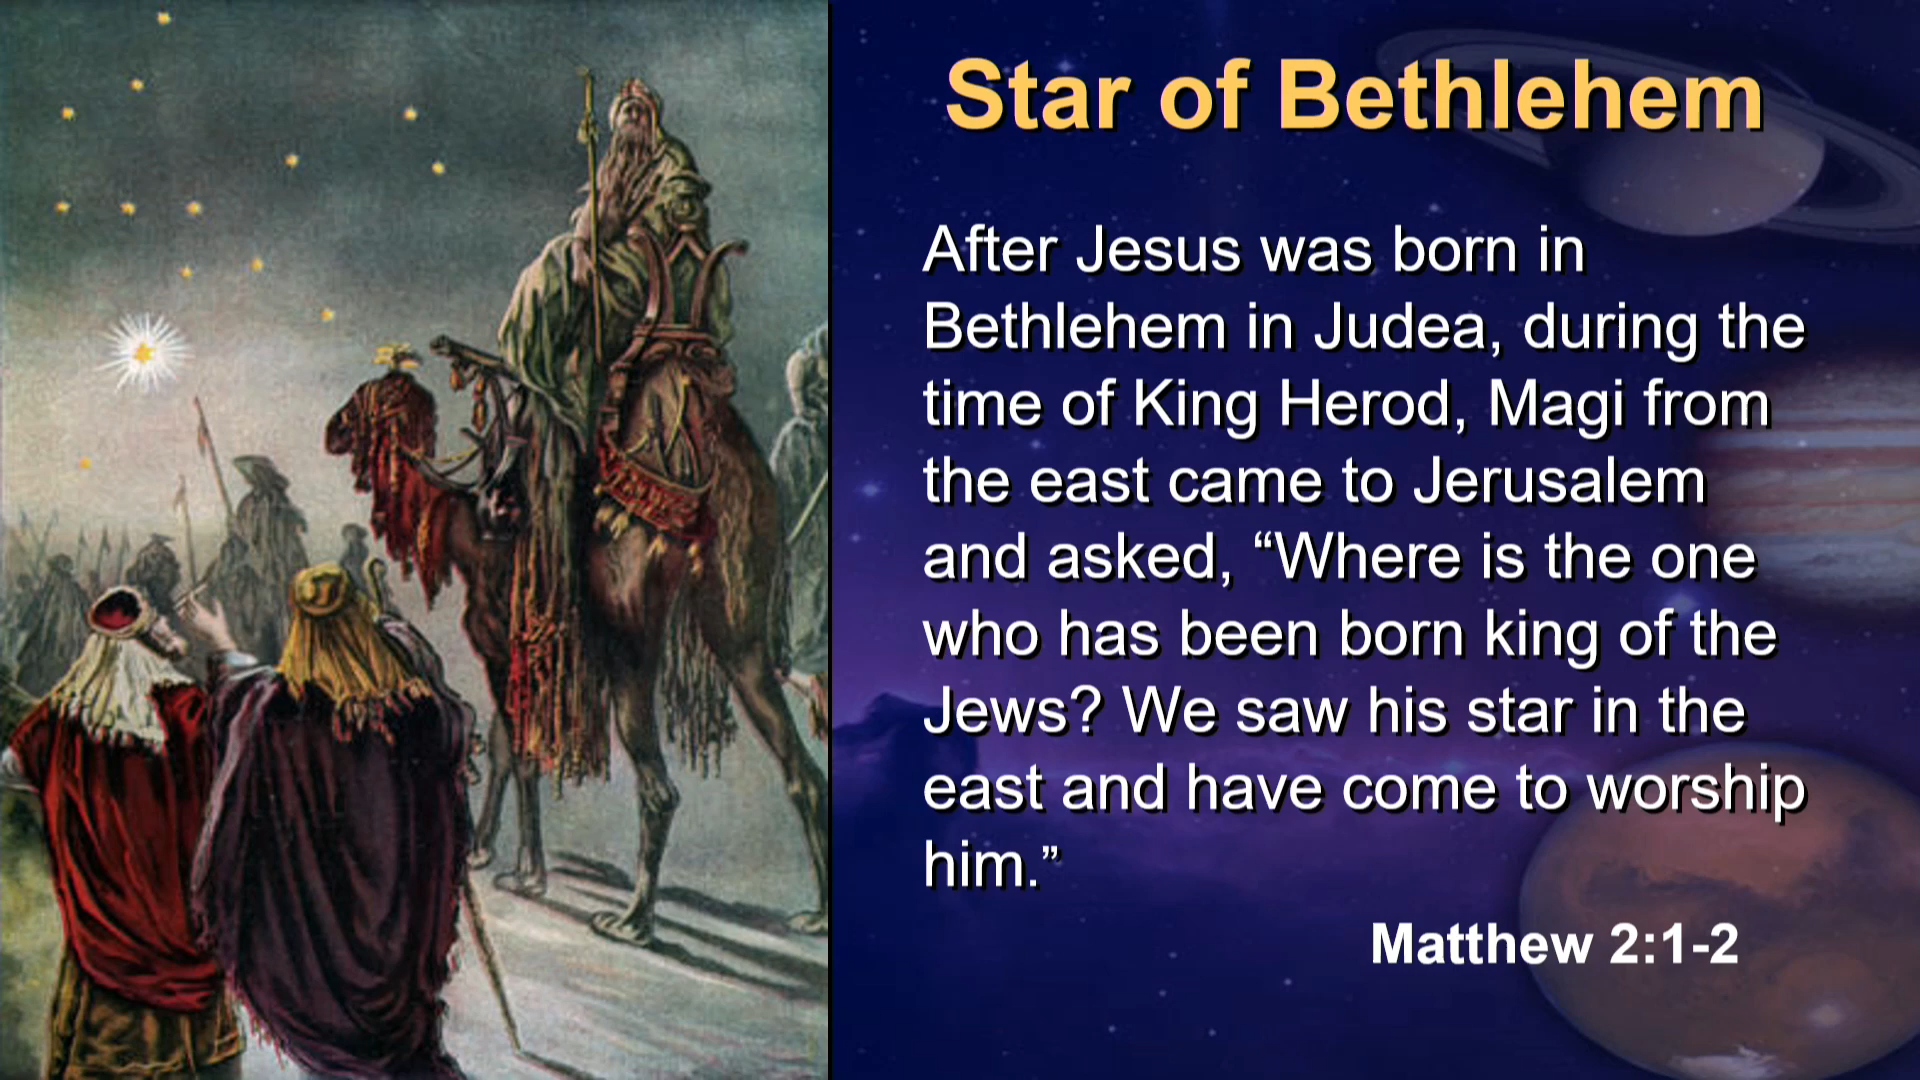 Star of Bethlehem
After Jesus was born in
Bethlehem in Judea, during the
time of King Herod, Magi from
the east came to Jerusalem
and asked, “Where is the one
who has been born king of the
Jews? We saw his star in the
east and have come to worship
him.”
Matthew 2:1-2